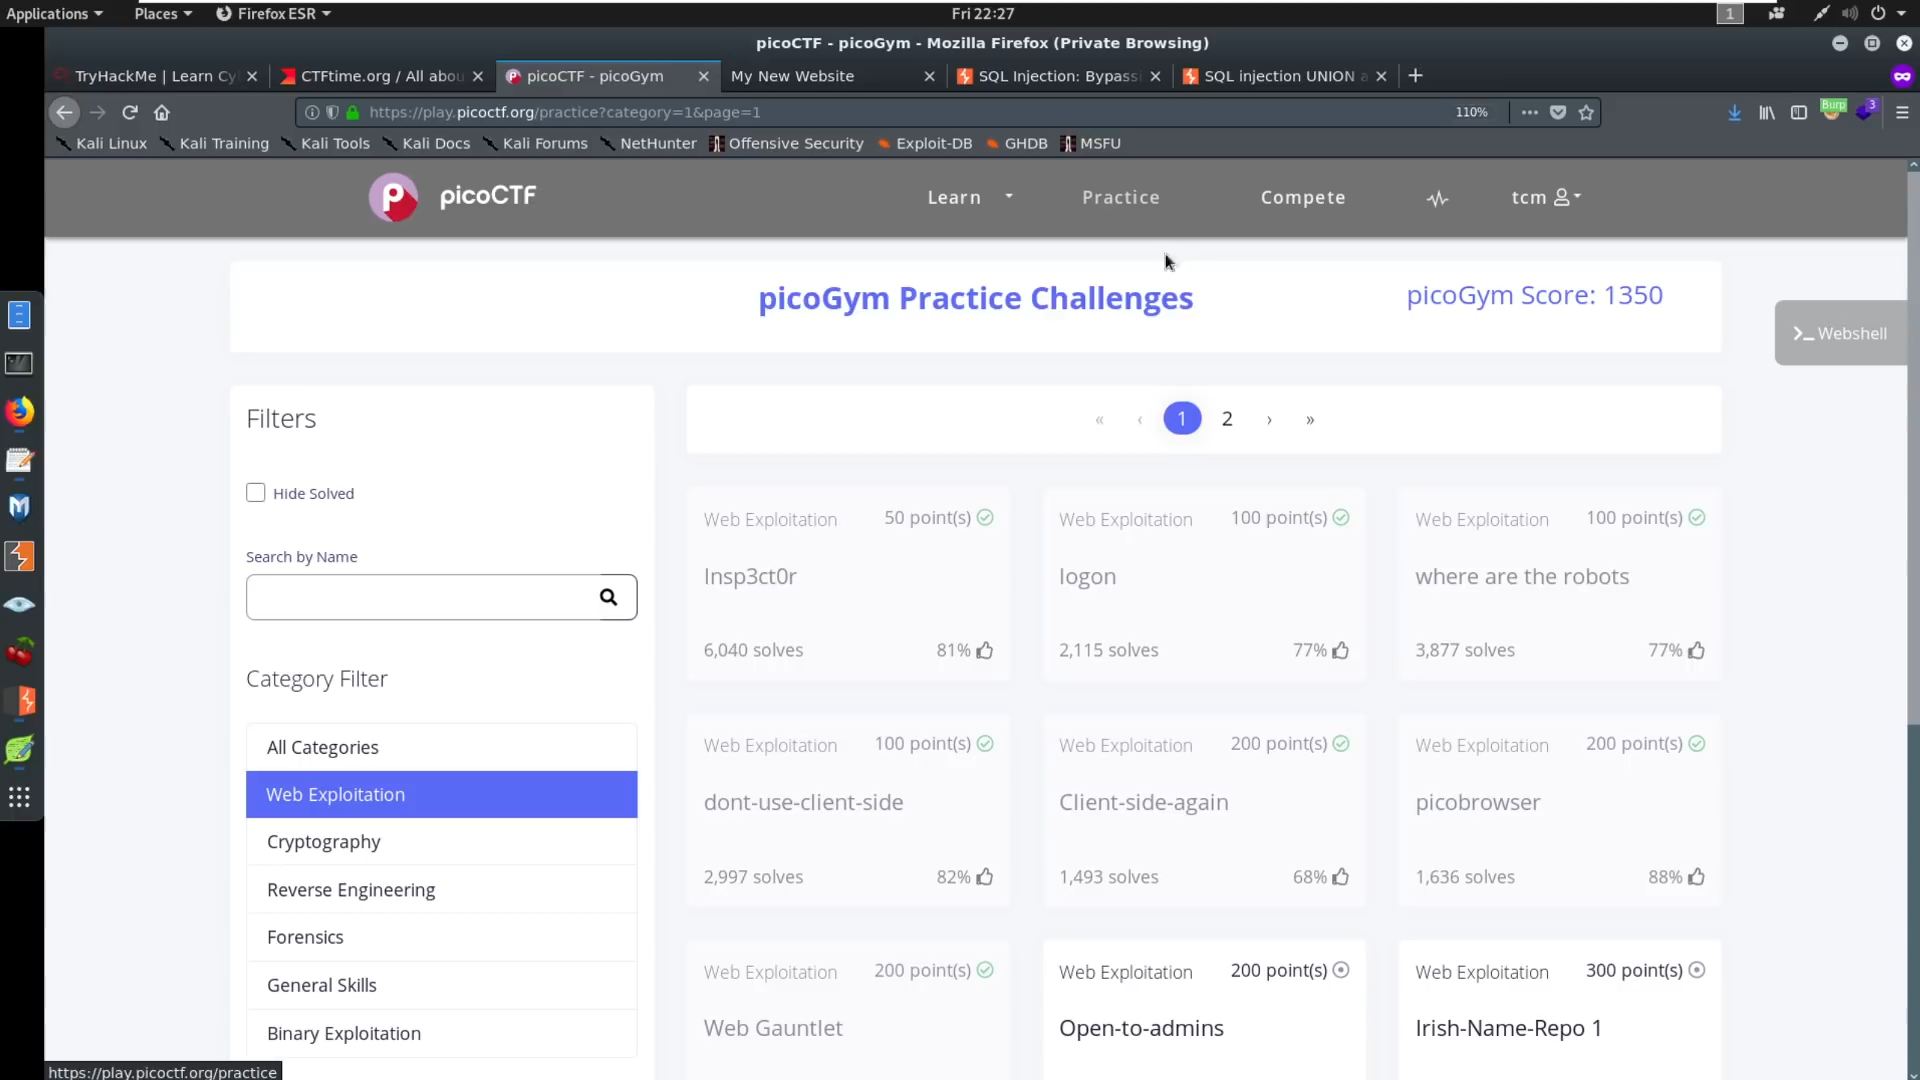 Applications Places Firefox ESR Fri 22:27 1
picoCTF - picoGym - Mozilla Firefox (Private Browsing)
TryHackMe | Learn Cy CTFtime.org / All abou picoCTF - picoGym My New Website SQL Injection: Bypass SQL injection UNION a
https://play.picoctf.org/practice?category=1&page=1 110% Burp 3
Kali Linux Kali Training Kali Tools Kali Docs Kali Forums NetHunter Offensive Security Exploit-DB GHDB MSFU
picoCTF Learn Practice Compete tcm
picoGym Practice Challenges picoGym Score: 1350
>_ Webshell
Filters
« ‹ 1 2 › »
Hide Solved
Search by Name
Category Filter
All Categories
Web Exploitation
Cryptography
Reverse Engineering
Forensics
General Skills
Binary Exploitation
Web Exploitation 50 point(s)
Insp3ct0r
6,040 solves 81%
Web Exploitation 100 point(s)
logon
2,115 solves 77%
Web Exploitation 100 point(s)
where are the robots
3,877 solves 77%
Web Exploitation 100 point(s)
dont-use-client-side
2,997 solves 82%
Web Exploitation 200 point(s)
Client-side-again
1,493 solves 68%
Web Exploitation 200 point(s)
picobrowser
1,636 solves 88%
Web Exploitation 200 point(s)
Web Gauntlet
Web Exploitation 200 point(s)
Open-to-admins
Web Exploitation 300 point(s)
Irish-Name-Repo 1
https://play.picoctf.org/practice